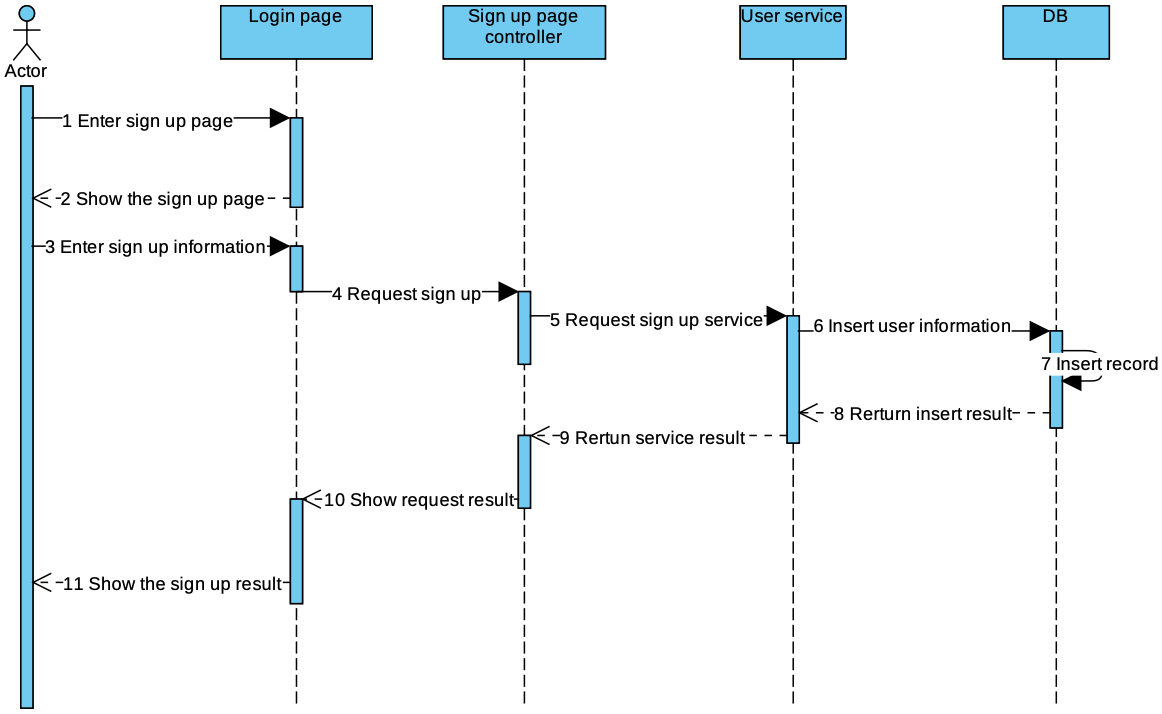 Login page
Sign up page
controller
User service
DB
Actor
1 Enter sign up page
2 Show the sign up page
3 Enter sign up information
4 Request sign up
5 Request sign up service
6 Insert user information
7 Insert record
8 Rerturn insert result
9 Rertun service result
10 Show request result
11 Show the sign up result